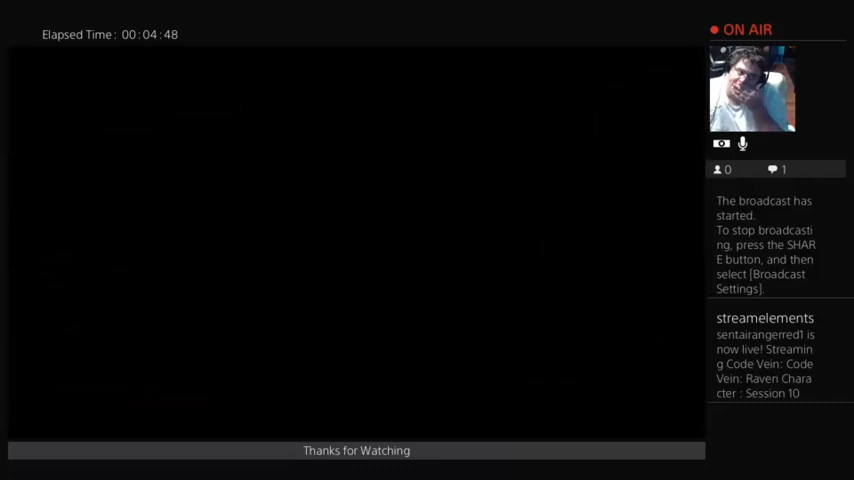 Elapsed Time: 00:04:48
ON AIR
0 1
The broadcast has
started.
To stop broadcasti
ng, press the SHAR
E button, and then
select [Broadcast
Settings].
streamelements
sentairangerred1 is
now live! Streamin
g Code Vein: Code
Vein: Raven Chara
cter : Session 10
Thanks for Watching